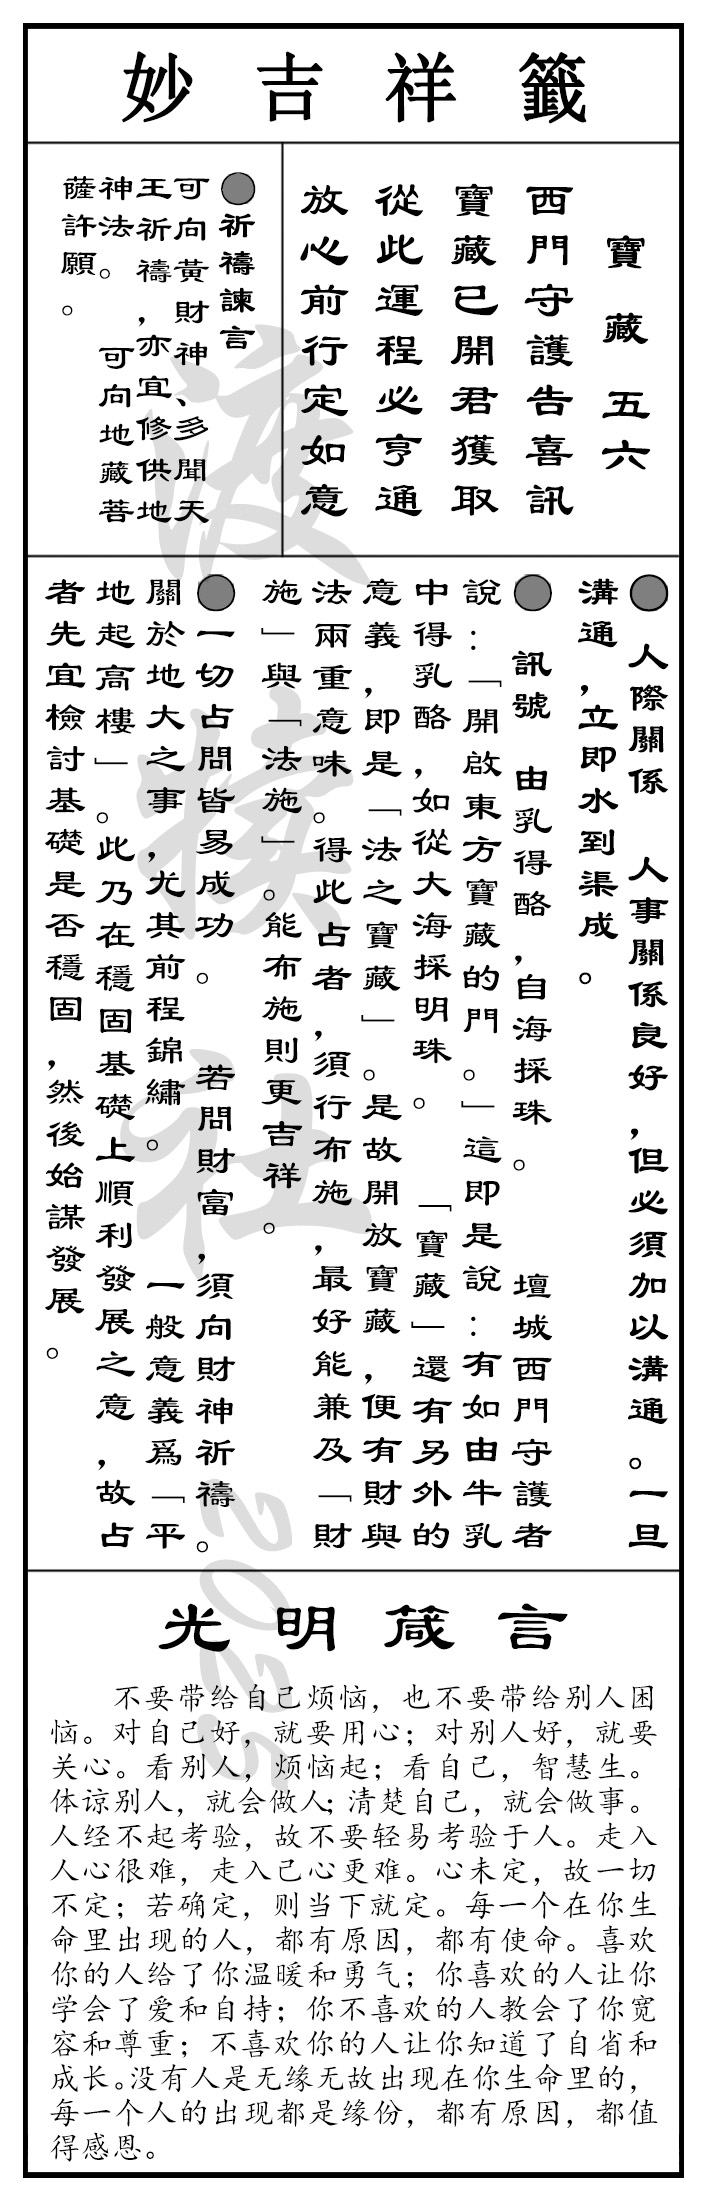 妙吉祥籤
寶藏 五六
西門守護告喜訊
寶藏已開君獲取
從此運程必亨通
放心前行定如意
●祈禱諫言
可向黃財神、多聞天
王祈禱，亦宜修供地
神法。 可向地藏菩
薩許願。
● 人際關係 人事關係良好，但必須加以溝通。一旦
溝通，立即水到渠成。
● 訊號 由乳得酪，自海採珠。 壇城西門守護者
說：「開啟東方寶藏的門。」這即是說：有如由牛乳
中得乳酪，如從大海採明珠。 「寶藏」還有另外的
意義，即是「法之寶藏」。是故開放寶藏，便有財與
法兩重意味。得此占者，須行布施，最好能兼及「財
施」與「法施」。能布施則更吉祥。
●一切占問皆易成功。 若問財富，須向財神祈禱。
關於地大之事，尤其前程錦繡。 一般意義爲「平
地起高樓」。此乃在穩固基礎上順利發展之意，故占
者先宜檢討基礎是否穩固，然後始謀發展。
光明箴言
不要带给自己烦恼，也不要带给别人困
恼。对自己好，就要用心；对别人好，就要
关心。看别人，烦恼起；看自己，智慧生。
体谅别人，就会做人；清楚自己，就会做事。
人经不起考验，故不要轻易考验于人。走入
人心很难，走入己心更难。心未定，故一切
不定；若确定，则当下就定。每一个在你生
命里出现的人，都有原因，都有使命。喜欢
你的人给了你温暖和勇气；你喜欢的人让你
学会了爱和自持；你不喜欢的人教会了你宽
容和尊重；不喜欢你的人让你知道了自省和
成长。没有人是无缘无故出现在你生命里的，
每一个人的出现都是缘份，都有原因，都值
得感恩。
渡
社
2025